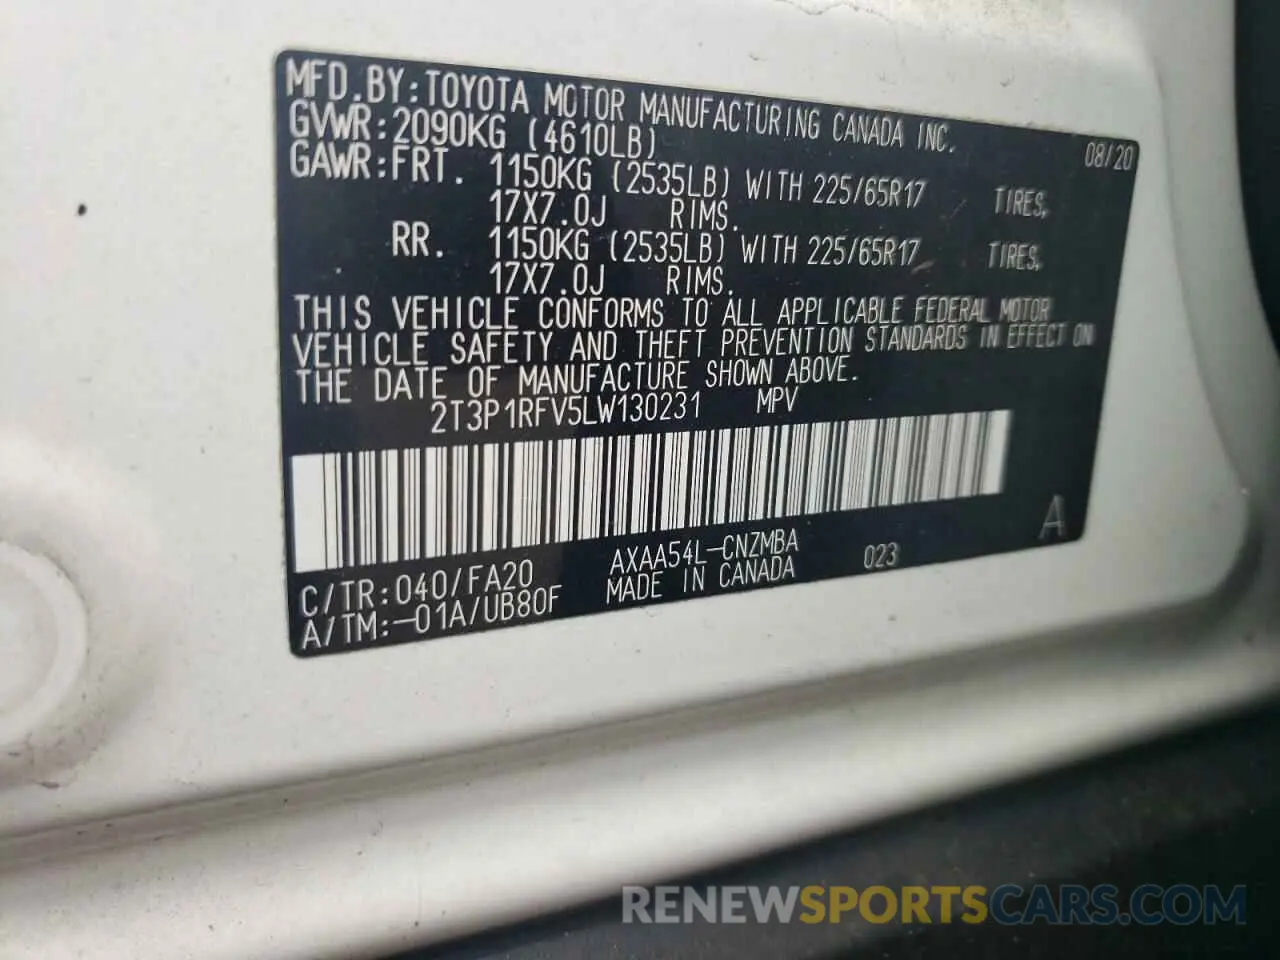 MFD.BY:TOYOTA MOTOR MANUFACTURING CANADA INC. 08/20
GVWR:2090KG (4610LB)
GAWR:FRT. 1150KG (2535LB) WITH 225/65R17 TIRES,
17X7.0J RIMS.
RR. 1150KG (2535LB) WITH 225/65R17 TIRES,
17X7.0J RIMS.
THIS VEHICLE CONFORMS TO ALL APPLICABLE FEDERAL MOTOR
VEHICLE SAFETY AND THEFT PREVENTION STANDARDS IN EFFECT ON
THE DATE OF MANUFACTURE SHOWN ABOVE.
2T3P1RFV5LW130231 MPV
A
C/TR:040/FA20 AXAA54L-CNZMBA 023
A/TM:-01A/UB80F MADE IN CANADA
RENEWSPORTSCARS.COM